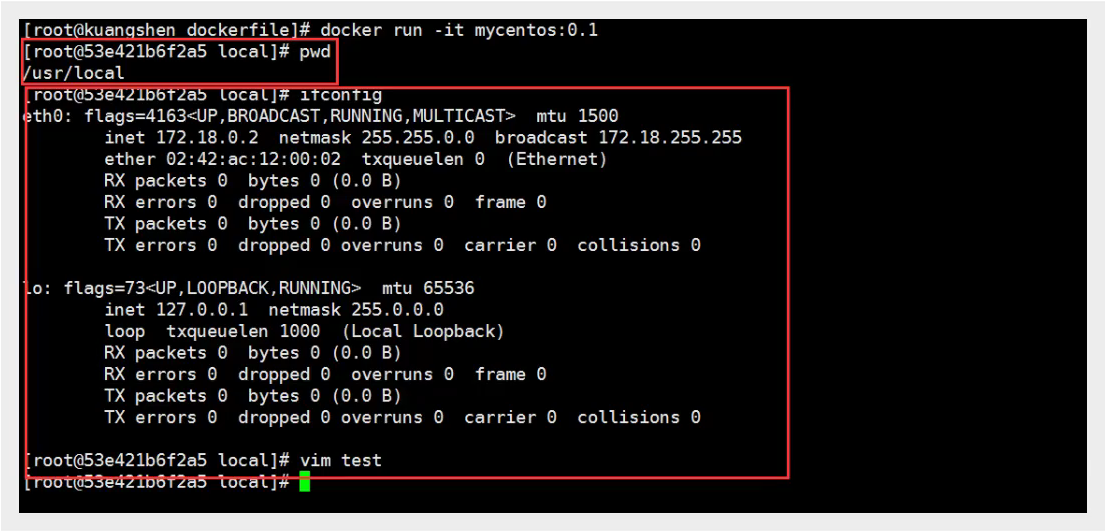 [root@kuangshen dockerfile]# docker run -it mycentos:0.1
[root@53e421b6f2a5 local]# pwd
/usr/local
[root@53e421b6f2a5 local]# ifconfig
eth0: flags=4163<UP,BROADCAST,RUNNING,MULTICAST>  mtu 1500
        inet 172.18.0.2  netmask 255.255.0.0  broadcast 172.18.255.255
        ether 02:42:ac:12:00:02  txqueuelen 0  (Ethernet)
        RX packets 0  bytes 0 (0.0 B)
        RX errors 0  dropped 0  overruns 0  frame 0
        TX packets 0  bytes 0 (0.0 B)
        TX errors 0  dropped 0 overruns 0  carrier 0  collisions 0
lo: flags=73<UP,LOOPBACK,RUNNING>  mtu 65536
        inet 127.0.0.1  netmask 255.0.0.0
        loop  txqueuelen 1000  (Local Loopback)
        RX packets 0  bytes 0 (0.0 B)
        RX errors 0  dropped 0  overruns 0  frame 0
        TX packets 0  bytes 0 (0.0 B)
        TX errors 0  dropped 0 overruns 0  carrier 0  collisions 0
[root@53e421b6f2a5 local]# vim test
[root@53e421b6f2a5 local]#